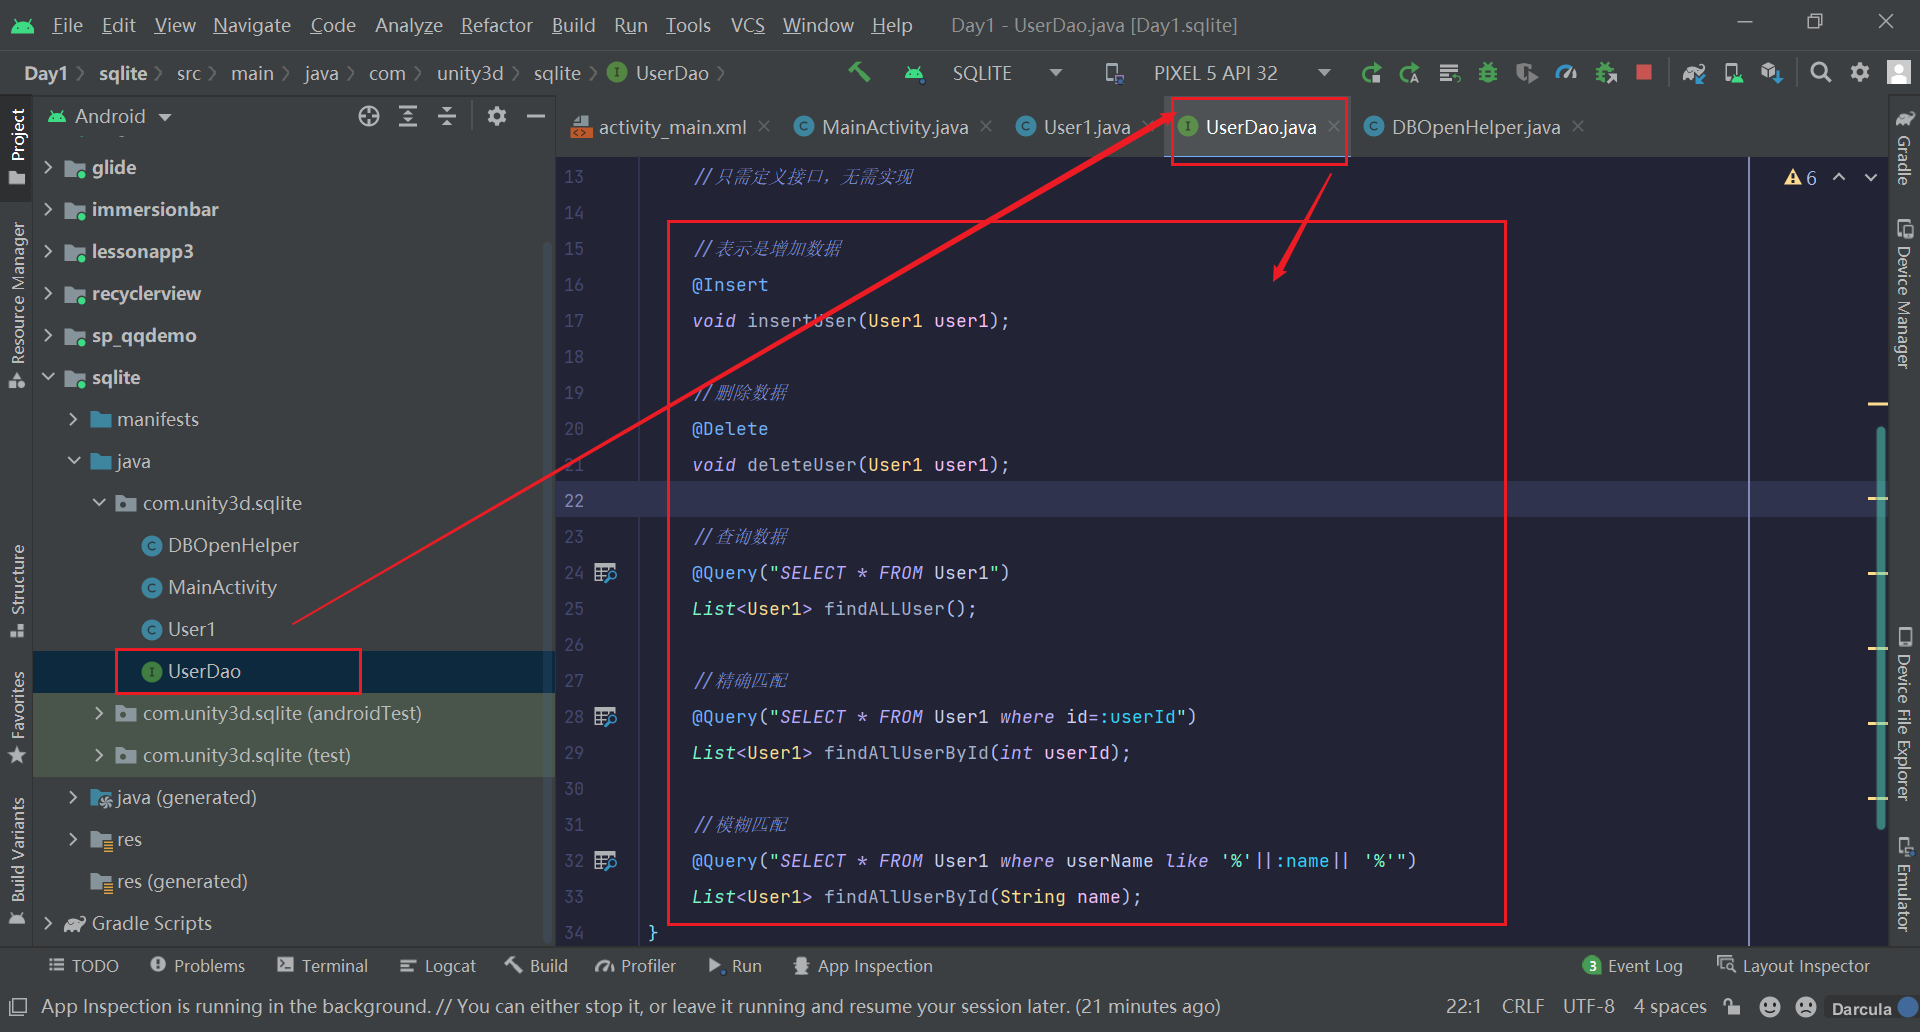 File Edit View Navigate Code Analyze Refactor Build Run Tools VCS Window Help Day1 - UserDao.java [Day1.sqlite]
Day1 sqlite src main java com unity3d sqlite UserDao SQLITE PIXEL 5 API 32
Android
activity_main.xml MainActivity.java User1.java UserDao.java DBOpenHelper.java
Project
Resource Manager
Structure
Favorites
Build Variants
glide
immersionbar
lessonapp3
recyclerview
sp_qqdemo
sqlite
manifests
java
com.unity3d.sqlite
DBOpenHelper
MainActivity
User1
UserDao
com.unity3d.sqlite (androidTest)
com.unity3d.sqlite (test)
java (generated)
res
res (generated)
Gradle Scripts
13 //只需定义接口，无需实现
14
15 //表示是增加数据
16 @Insert
17 void insertUser(User1 user1);
18
19 //删除数据
20 @Delete
21 void deleteUser(User1 user1);
22
23 //查询数据
24 @Query("SELECT * FROM User1")
25 List<User1> findALLUser();
26
27 //精确匹配
28 @Query("SELECT * FROM User1 where id=:userId")
29 List<User1> findAllUserById(int userId);
30
31 //模糊匹配
32 @Query("SELECT * FROM User1 where userName like '%'||:name|| '%'")
33 List<User1> findAllUserById(String name);
34 }
6
Gradle
Device Manager
Device File Explorer
Emulator
TODO Problems Terminal Logcat Build Profiler Run App Inspection 3 Event Log Layout Inspector
App Inspection is running in the background. // You can either stop it, or leave it running and resume your session later. (21 minutes ago) 22:1 CRLF UTF-8 4 spaces Darcula